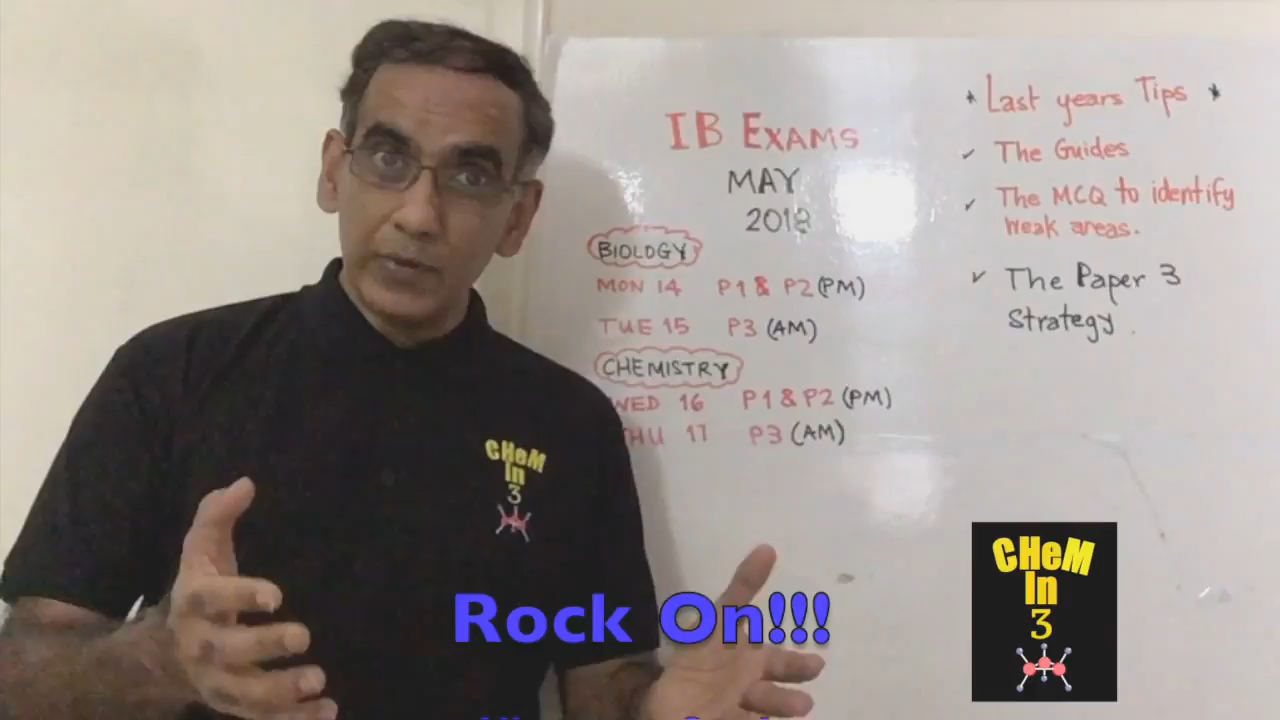 IB EXAMS
MAY
2018
BIOLOGY
MON 14 P1 & P2 (PM)
TUE 15 P3 (AM)
CHEMISTRY
WED 16 P1 & P2 (PM)
THU 17 P3 (AM)
* Last years Tips *
✓ The Guides
✓ The MCQ to identify
weak areas.
✓ The Paper 3
Strategy.
CHeM
In
3
Rock On!!!
CHeM
In
3